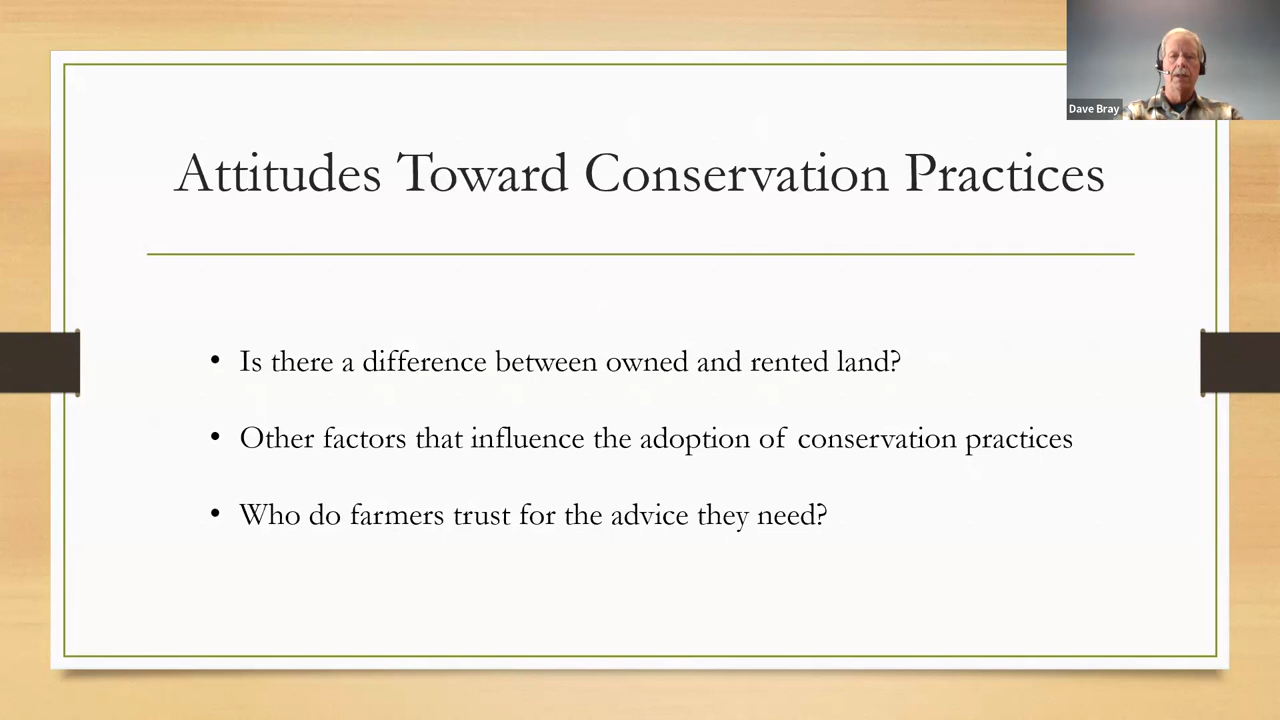 Attitudes Toward Conservation Practices
Dave Bray
• Is there a difference between owned and rented land?
• Other factors that influence the adoption of conservation practices
• Who do farmers trust for the advice they need?